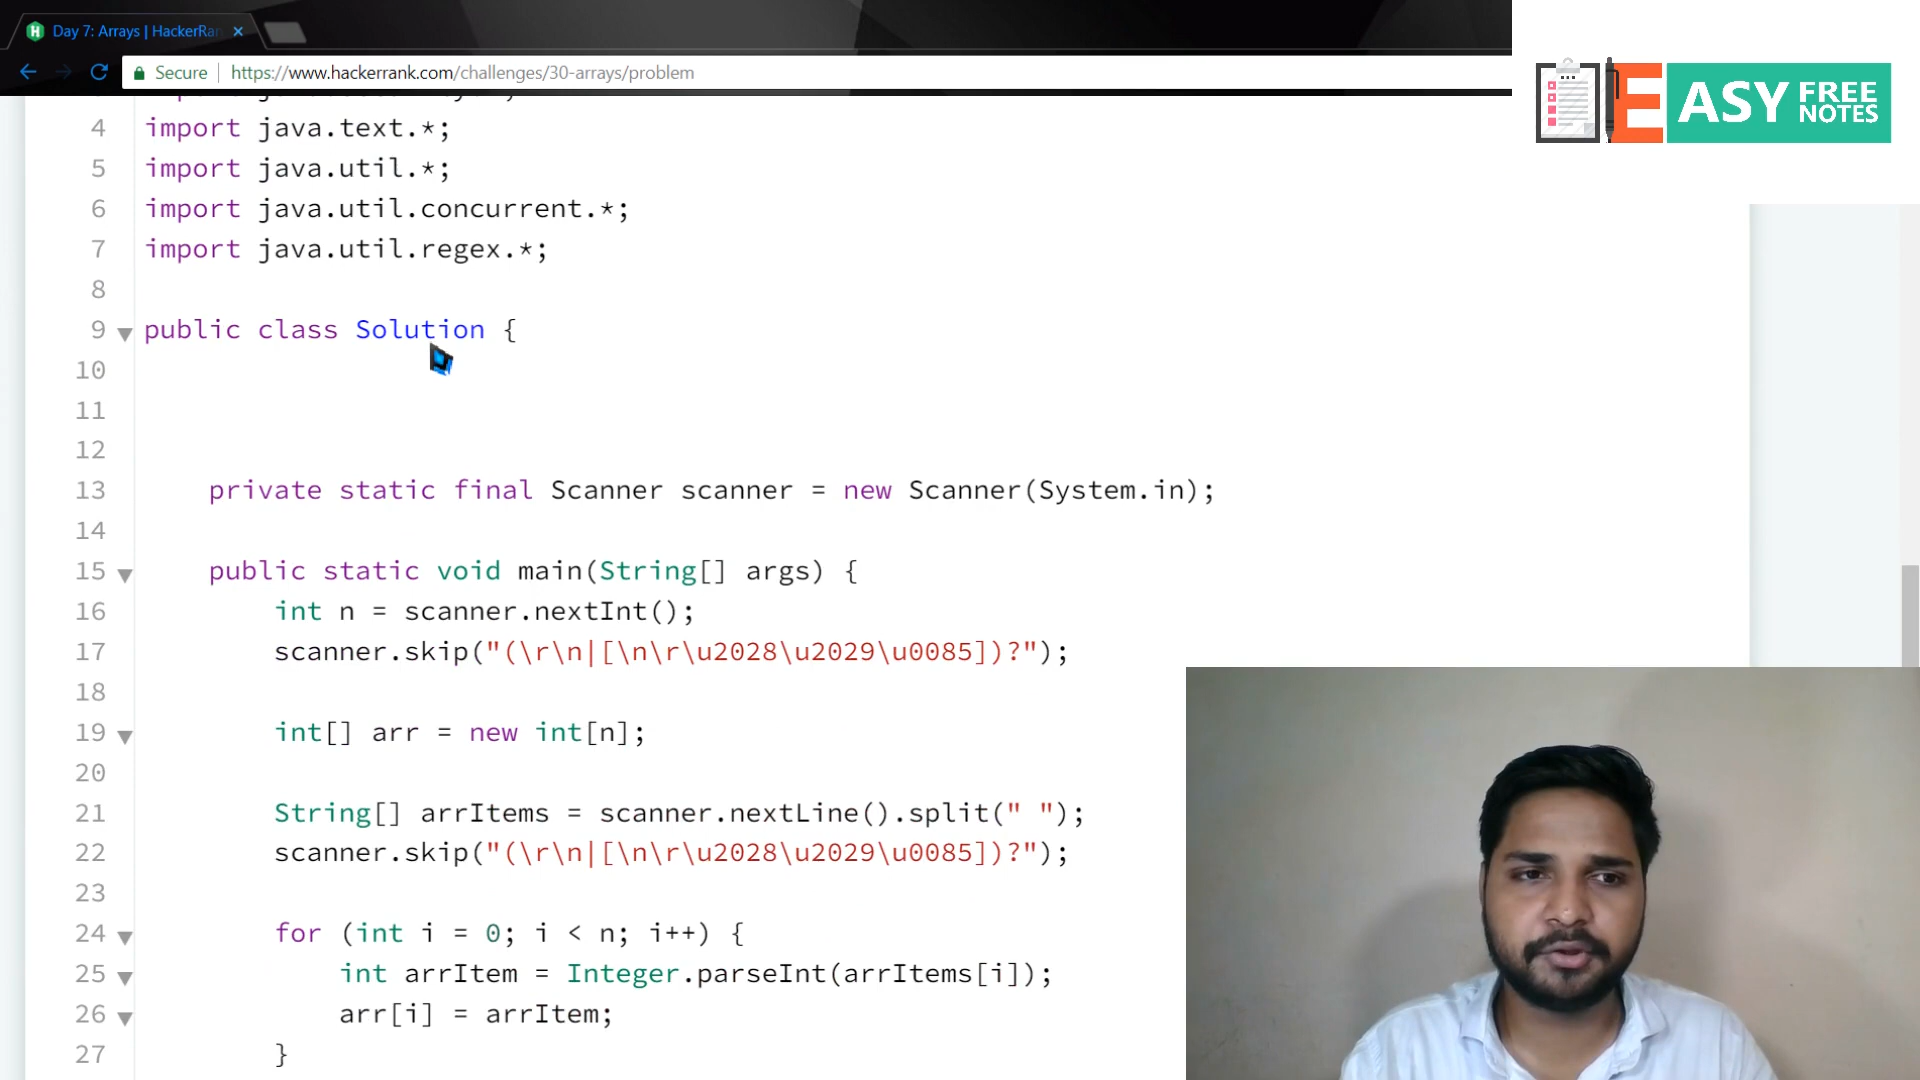 Day 7: Arrays | HackerRan
Secure https://www.hackerrank.com/challenges/30-arrays/problem
EASY FREE NOTES
4 import java.text.*;
5 import java.util.*;
6 import java.util.concurrent.*;
7 import java.util.regex.*;
8
9 public class Solution {
10
11
12
13 private static final Scanner scanner = new Scanner(System.in);
14
15 public static void main(String[] args) {
16 int n = scanner.nextInt();
17 scanner.skip("(\r\n|[\n\r\u2028\u2029\u0085])?");
18
19 int[] arr = new int[n];
20
21 String[] arrItems = scanner.nextLine().split(" ");
22 scanner.skip("(\r\n|[\n\r\u2028\u2029\u0085])?");
23
24 for (int i = 0; i < n; i++) {
25 int arrItem = Integer.parseInt(arrItems[i]);
26 arr[i] = arrItem;
27 }